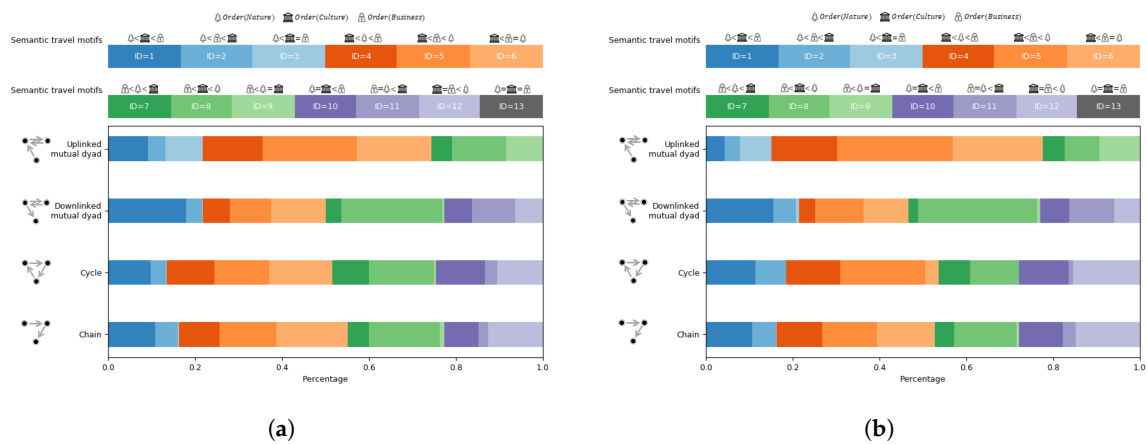 Order(Nature) Order(Culture) Order(Business)
< < < < < = < < < < < =
Semantic travel motifs
ID=1 ID=2 ID=3 ID=4 ID=5 ID=6
< < < < < = = < = < = < = =
Semantic travel motifs
ID=7 ID=8 ID=9 ID=10 ID=11 ID=12 ID=13
Uplinked
mutual dyad
Downlinked
mutual dyad
Cycle
Chain
0.0 0.2 0.4 0.6 0.8 1.0
Percentage
(a)
Order(Nature) Order(Culture) Order(Business)
< < < < < = < < < < < =
Semantic travel motifs
ID=1 ID=2 ID=3 ID=4 ID=5 ID=6
< < < < < = = < = < = < = =
Semantic travel motifs
ID=7 ID=8 ID=9 ID=10 ID=11 ID=12 ID=13
Uplinked
mutual dyad
Downlinked
mutual dyad
Cycle
Chain
0.0 0.2 0.4 0.6 0.8 1.0
Percentage
(b)